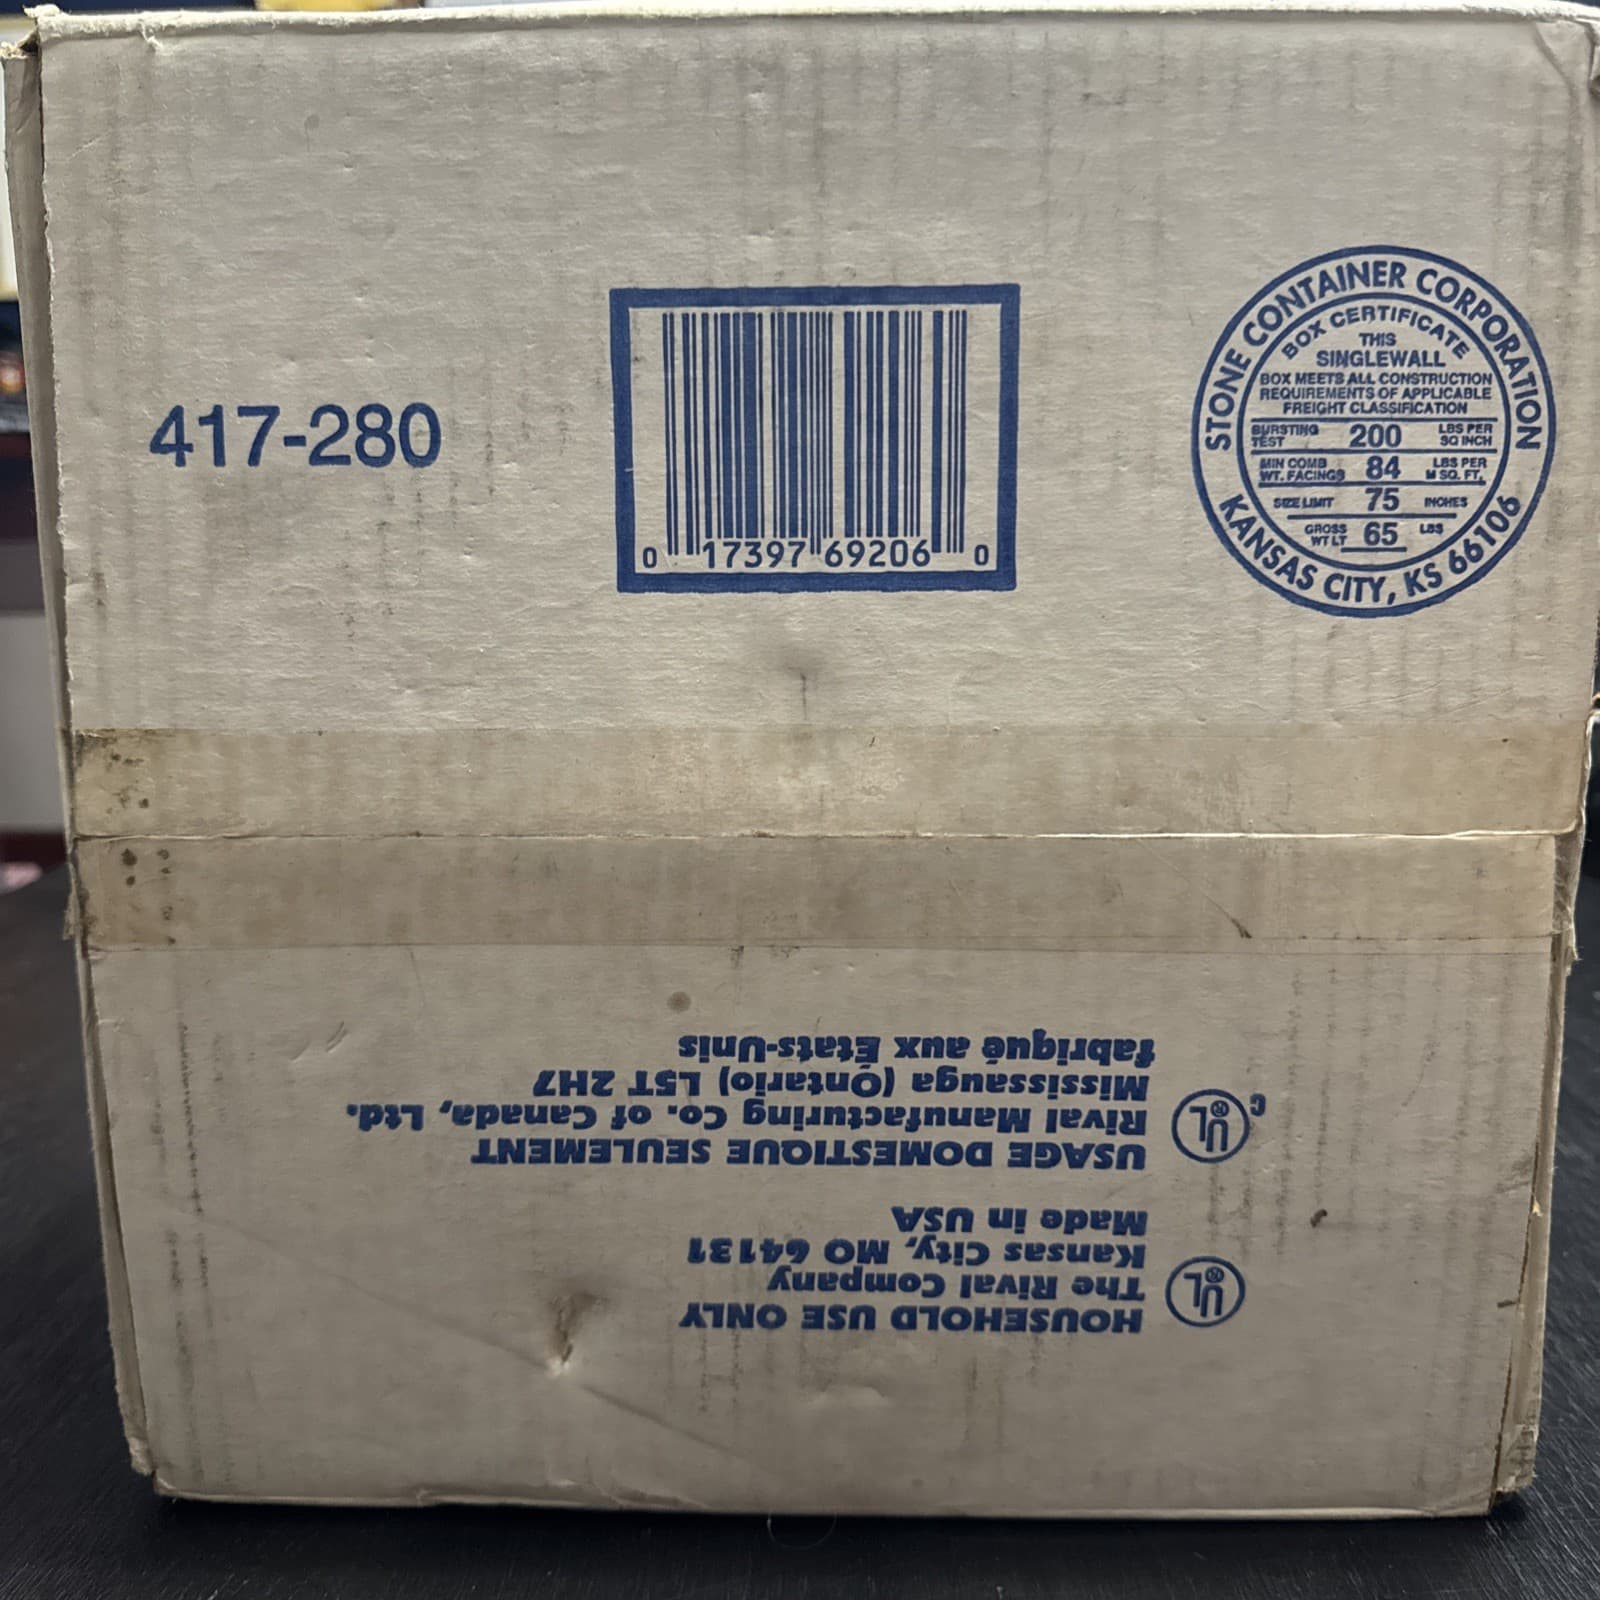 417-280
0 17397 69206 0
STONE CONTAINER CORPORATION
BOX CERTIFICATE
THIS
SINGLEWALL
BOX MEETS ALL CONSTRUCTION
REQUIREMENTS OF APPLICABLE
FREIGHT CLASSIFICATION
BURSTING TEST 200 LBS PER SQ INCH
MIN COMB WT. FACINGS 84 LBS PER M SQ. FT.
SIZE LIMIT 75 INCHES
GROSS WT LT 65 LBS
KANSAS CITY, KS 66106
HOUSEHOLD USE ONLY
The Rival Company
Kansas City, MO 64131
Made in USA
UL®
USAGE DOMESTIQUE SEULEMENT
Rival Manufacturing Co. of Canada, Ltd.
Mississauga (Ontario) L5T 2H7
fabriqué aux États-Unis
C UL®